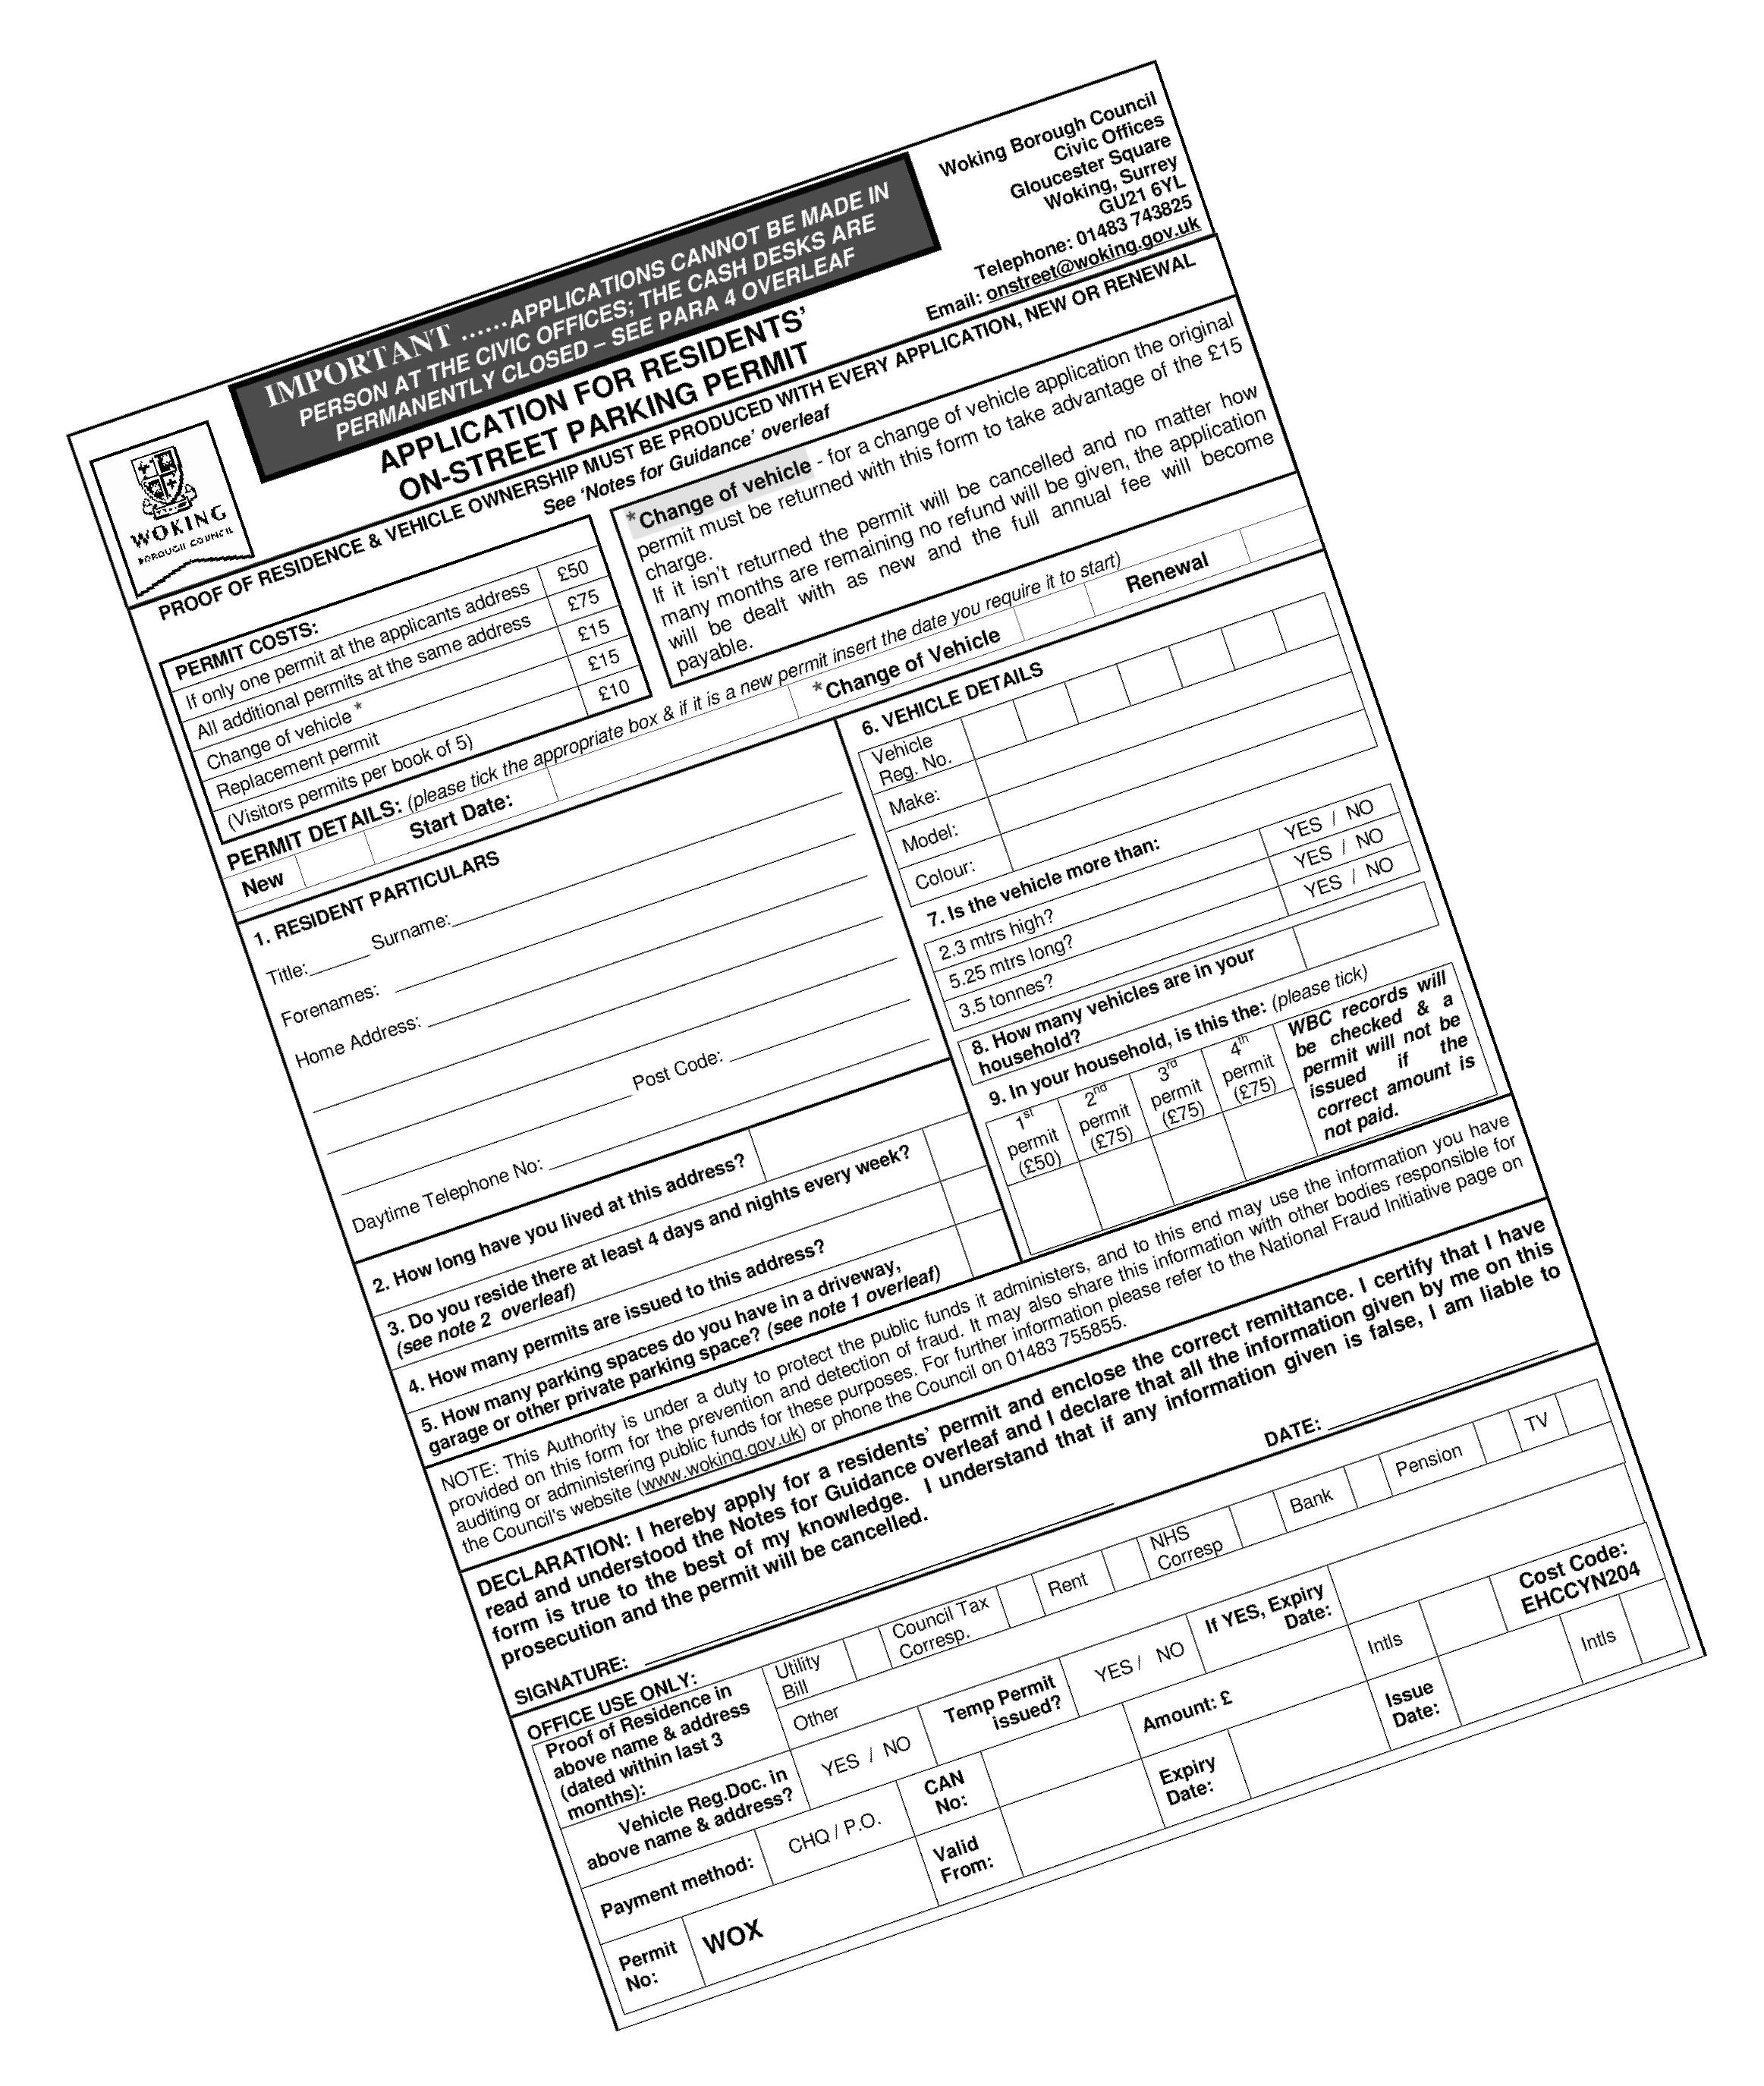 WOKING
BOROUGH COUNCIL
IMPORTANT ......APPLICATIONS CANNOT BE MADE IN
PERSON AT THE CIVIC OFFICES; THE CASH DESKS ARE
PERMANENTLY CLOSED – SEE PARA 4 OVERLEAF
APPLICATION FOR RESIDENTS’
ON-STREET PARKING PERMIT
Woking Borough Council
Civic Offices
Gloucester Square
Woking, Surrey
GU21 6YL
Telephone: 01483 743825
Email: onstreet@woking.gov.uk
PROOF OF RESIDENCE & VEHICLE OWNERSHIP MUST BE PRODUCED WITH EVERY APPLICATION, NEW OR RENEWAL
See ‘Notes for Guidance’ overleaf
PERMIT COSTS:
If only one permit at the applicants address £50
All additional permits at the same address £75
Change of vehicle * £15
Replacement permit £15
(Visitors permits per book of 5) £10
*Change of vehicle - for a change of vehicle application the original
permit must be returned with this form to take advantage of the £15
charge.
If it isn’t returned the permit will be cancelled and no matter how
many months are remaining no refund will be given, the application
will be dealt with as new and the full annual fee will become
payable.
PERMIT DETAILS: (please tick the appropriate box & if it is a new permit insert the date you require it to start)
New Start Date: *Change of Vehicle Renewal
1. RESIDENT PARTICULARS
Title: Surname:
Forenames:
Home Address:
Post Code:
Daytime Telephone No:
2. How long have you lived at this address?
3. Do you reside there at least 4 days and nights every week?
(see note 2 overleaf)
4. How many permits are issued to this address?
5. How many parking spaces do you have in a driveway,
garage or other private parking space? (see note 1 overleaf)
6. VEHICLE DETAILS
Vehicle
Reg. No.
Make:
Model:
Colour:
7. Is the vehicle more than:
2.3 mtrs high? YES / NO
5.25 mtrs long? YES / NO
3.5 tonnes? YES / NO
8. How many vehicles are in your
household?
9. In your household, is this the: (please tick)
1st
permit
(£50)
2nd
permit
(£75)
3rd
permit
(£75)
4th
permit
(£75)
WBC records will
be checked & a
permit will not be
issued if the
correct amount is
not paid.
NOTE: This Authority is under a duty to protect the public funds it administers, and to this end may use the information you have
provided on this form for the prevention and detection of fraud. It may also share this information with other bodies responsible for
auditing or administering public funds for these purposes. For further information please refer to the National Fraud Initiative page on
the Council's website (www.woking.gov.uk) or phone the Council on 01483 755855.
DECLARATION: I hereby apply for a residents’ permit and enclose the correct remittance. I certify that I have
read and understood the Notes for Guidance overleaf and I declare that all the information given by me on this
form is true to the best of my knowledge. I understand that if any information given is false, I am liable to
prosecution and the permit will be cancelled.
SIGNATURE: DATE:
OFFICE USE ONLY:
Proof of Residence in
above name & address
(dated within last 3
months):
Utility
Bill
Council Tax
Corresp.
Rent
NHS
Corresp
Bank
Pension
TV
Other
Vehicle Reg.Doc. in
above name & address?
YES / NO
Temp Permit
issued?
YES / NO
If YES, Expiry
Date:
Payment method:
CHQ / P.O.
CAN
No:
Amount: £
Intls
Cost Code:
EHCCYN204
Permit
No:
WOX
Valid
From:
Expiry
Date:
Issue
Date:
Intls